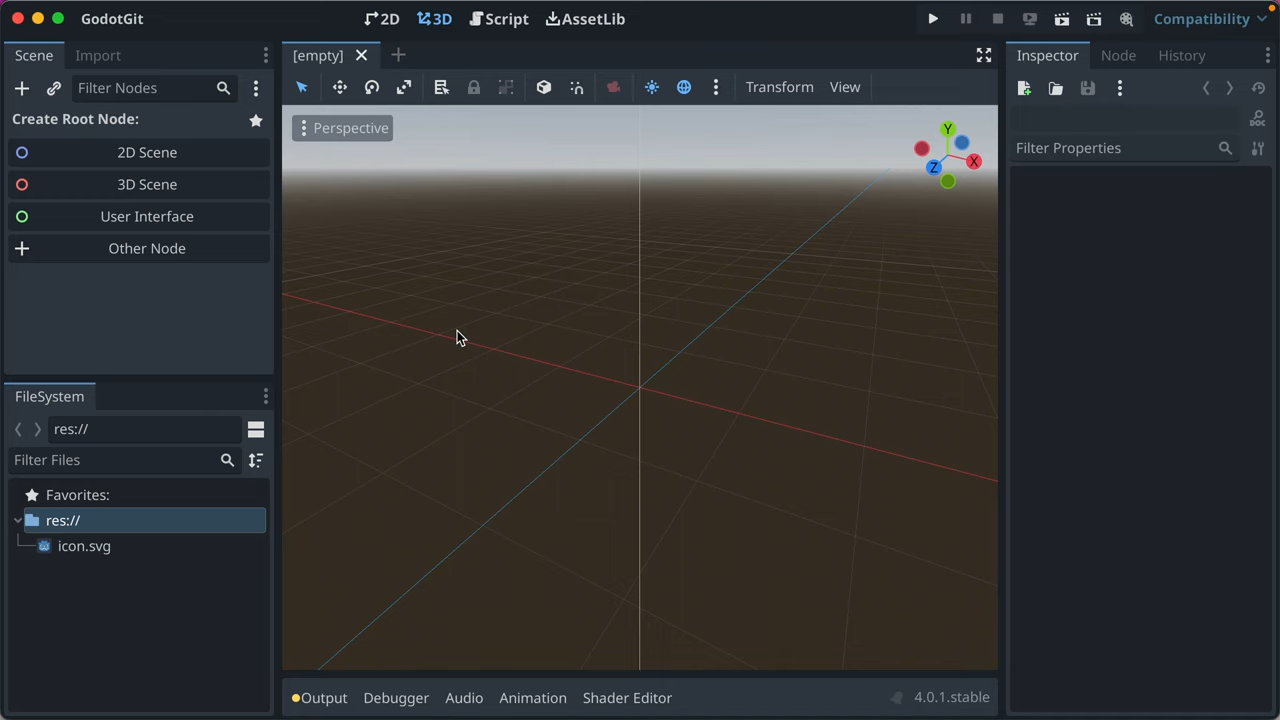 GodotGit
2D
3D
Script
AssetLib
Compatibility
Scene
Import
Filter Nodes
Create Root Node:
2D Scene
3D Scene
User Interface
Other Node
FileSystem
res://
Filter Files
Favorites:
res://
icon.svg
[empty]
Transform
View
Perspective
Y
X
Z
Output
Debugger
Audio
Animation
Shader Editor
4.0.1.stable
Inspector
Node
History
DOC
Filter Properties